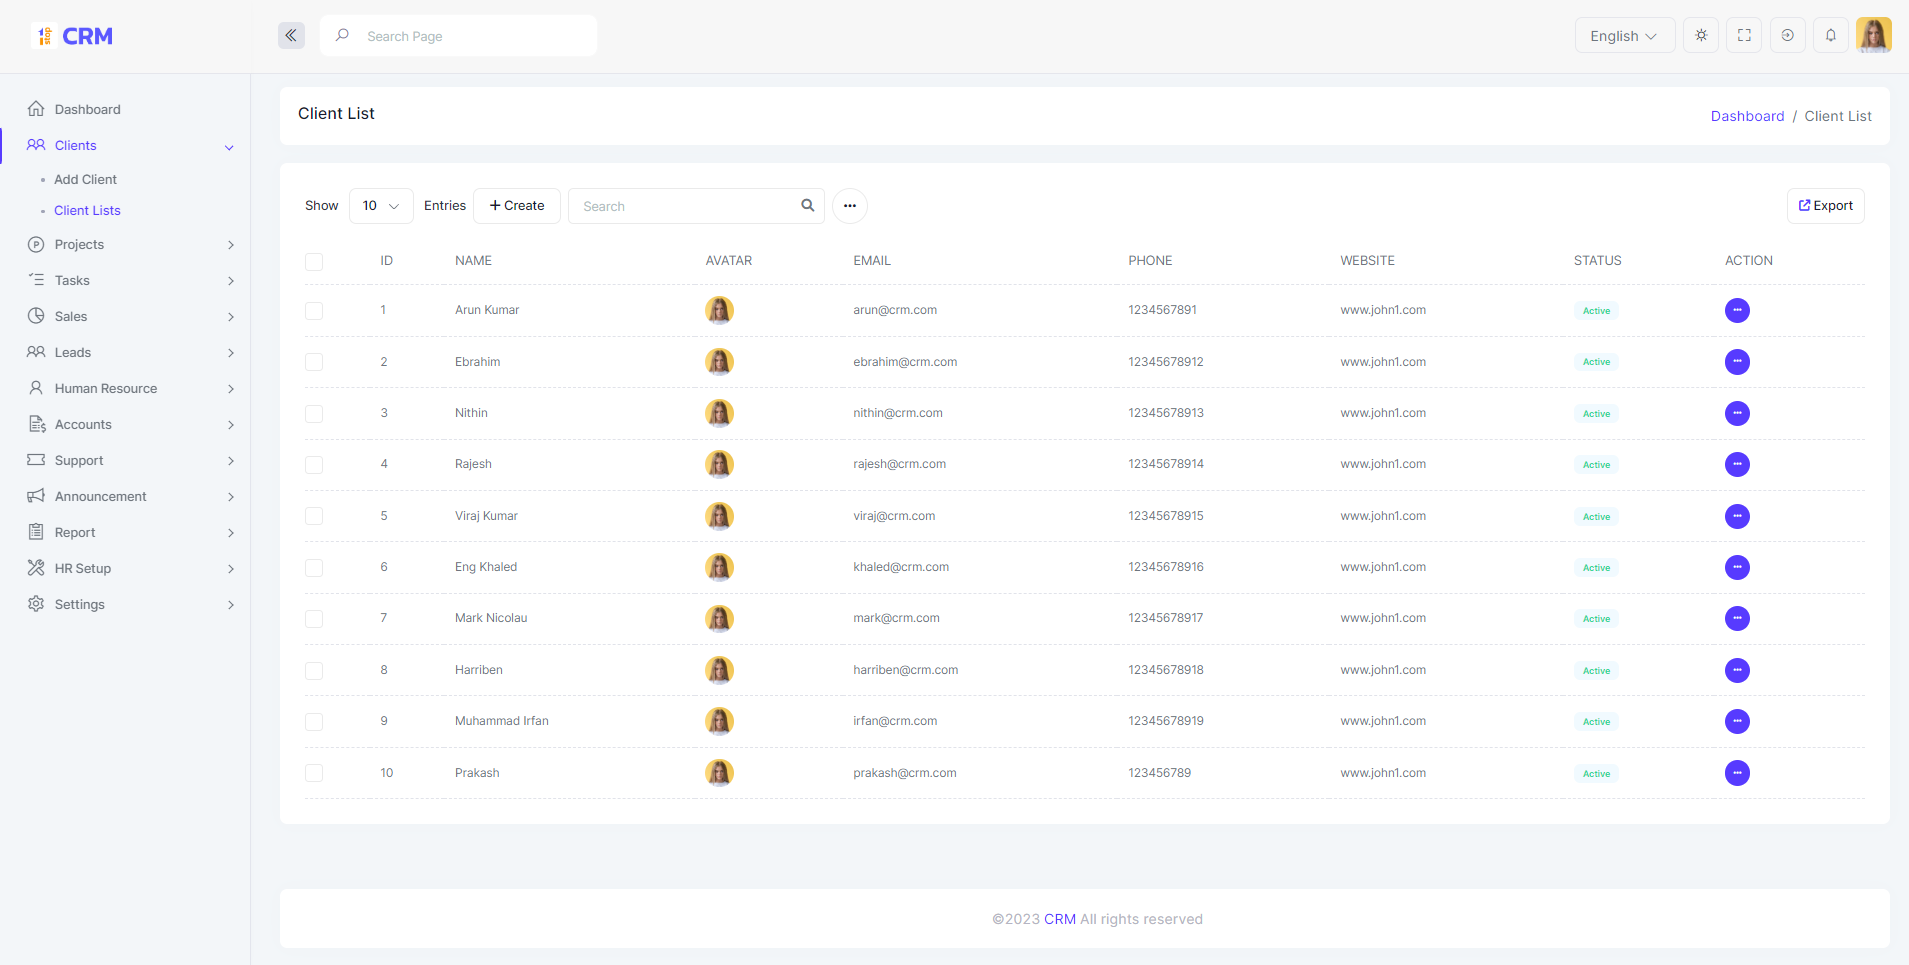 1stop CRM
Search Page
English
Dashboard
Clients
Add Client
Client Lists
Projects
Tasks
Sales
Leads
Human Resource
Accounts
Support
Announcement
Report
HR Setup
Settings
Client List
Dashboard / Client List
Show 10 Entries + Create Search ••• Export
ID NAME AVATAR EMAIL PHONE WEBSITE STATUS ACTION
1 Arun Kumar arun@crm.com 1234567891 www.john1.com Active
2 Ebrahim ebrahim@crm.com 12345678912 www.john1.com Active
3 Nithin nithin@crm.com 12345678913 www.john1.com Active
4 Rajesh rajesh@crm.com 12345678914 www.john1.com Active
5 Viraj Kumar viraj@crm.com 12345678915 www.john1.com Active
6 Eng Khaled khaled@crm.com 12345678916 www.john1.com Active
7 Mark Nicolau mark@crm.com 12345678917 www.john1.com Active
8 Harriben harriben@crm.com 12345678918 www.john1.com Active
9 Muhammad Irfan irfan@crm.com 12345678919 www.john1.com Active
10 Prakash prakash@crm.com 123456789 www.john1.com Active
©2023 CRM All rights reserved